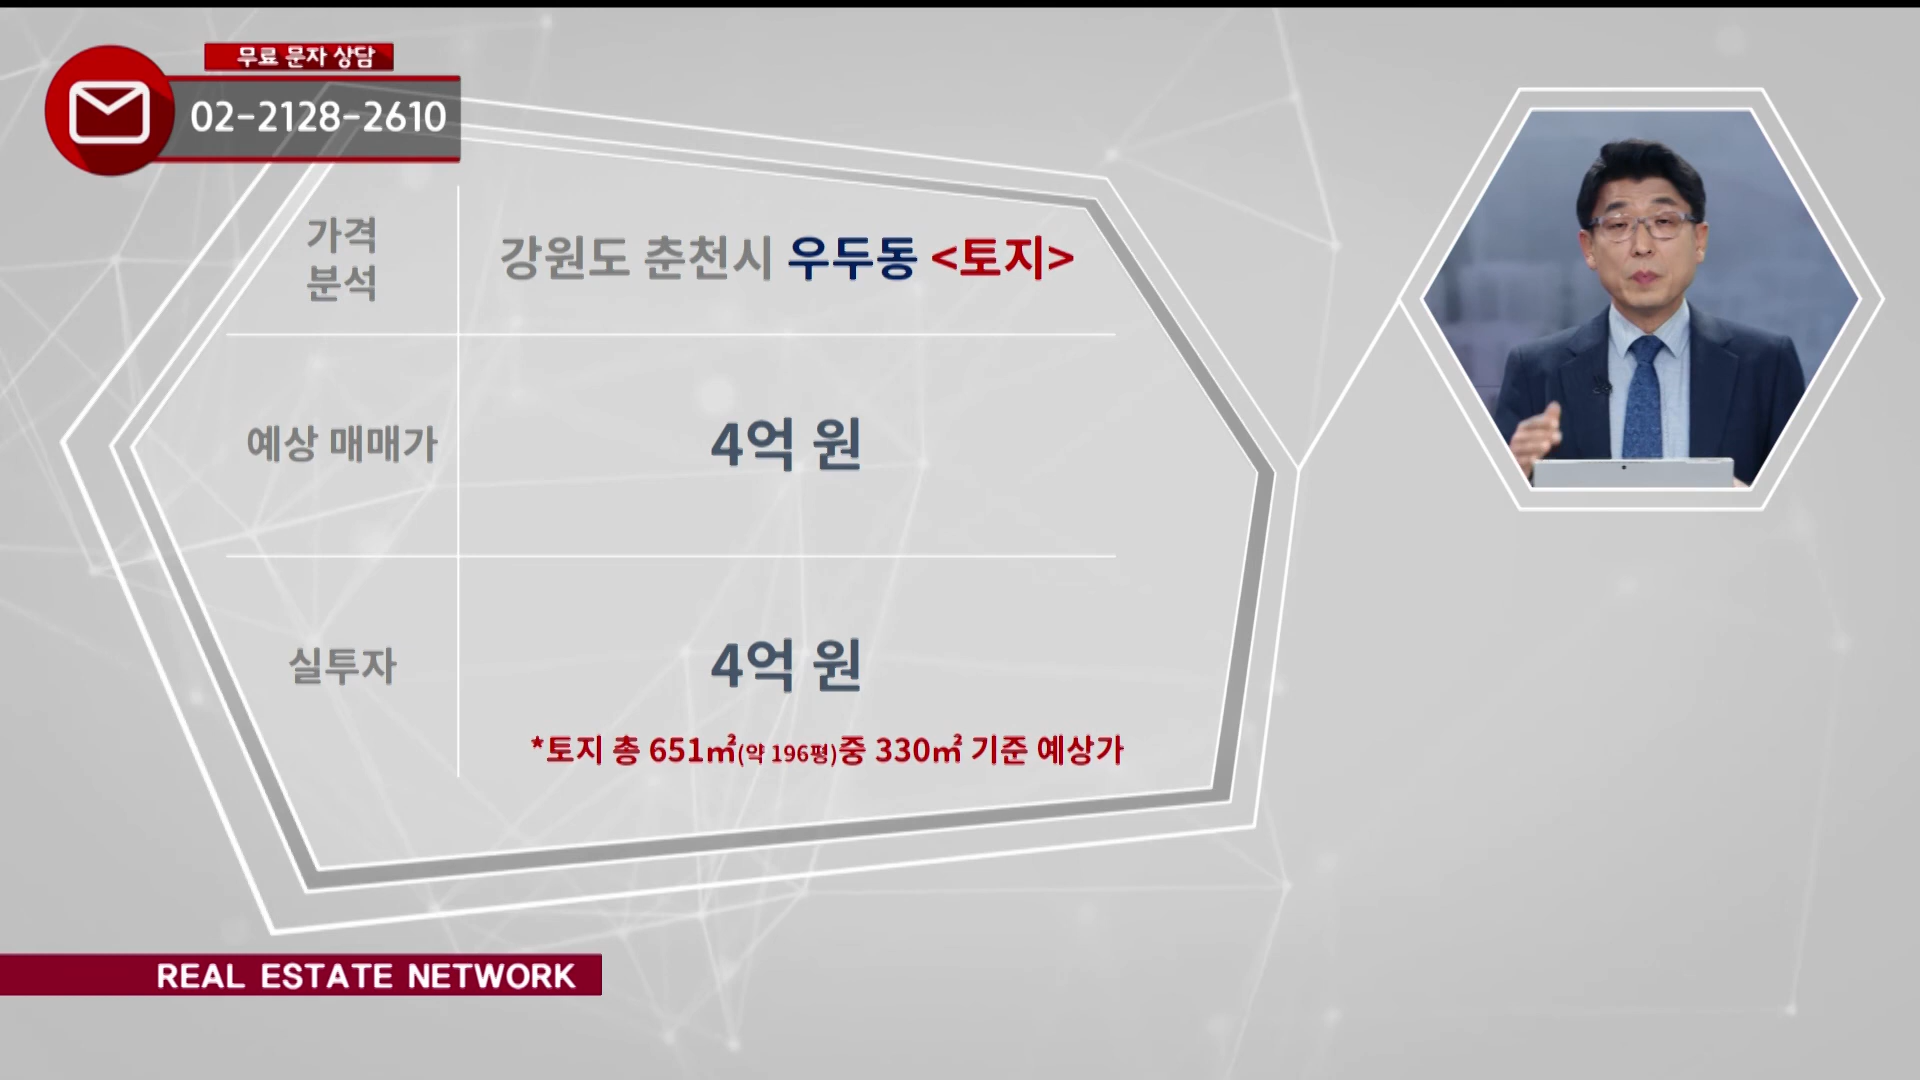 무료 문자 상담
02-2128-2610
가격
분석
강원도 춘천시 우두동 <토지>
예상 매매가
4억 원
실투자
4억 원
*토지 총 651㎡(약 196평)중 330㎡ 기준 예상가
REAL ESTATE NETWORK